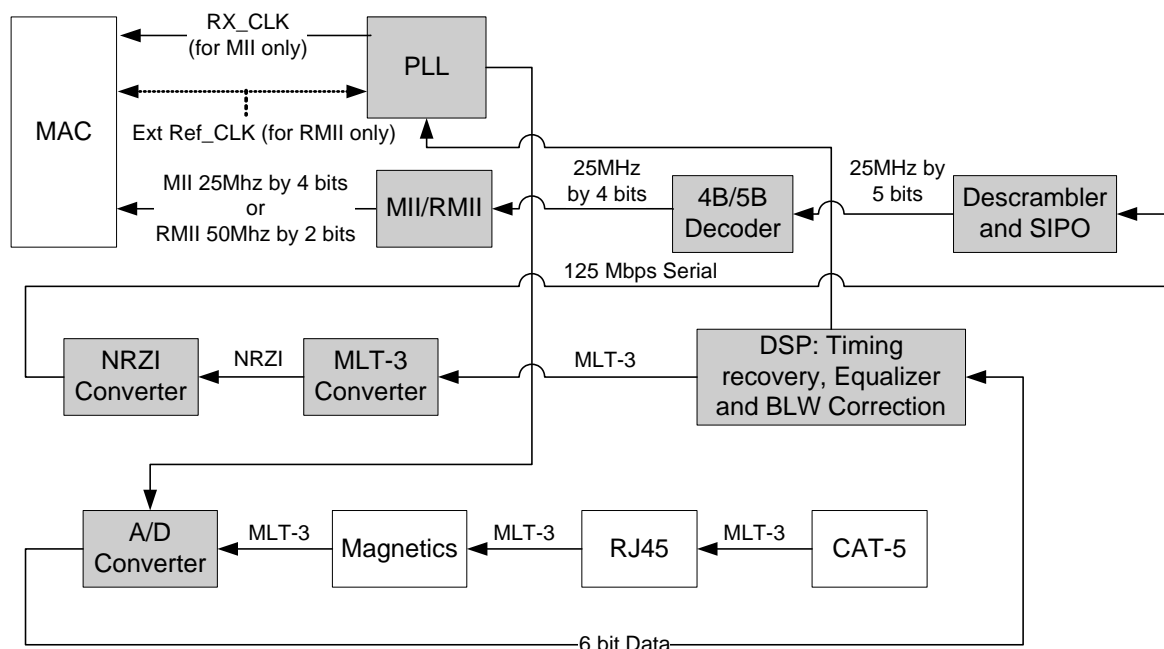 RX_CLK
(for MII only)
PLL
MAC
Ext Ref_CLK (for RMII only)
MII 25Mhz by 4 bits
or
RMII 50Mhz by 2 bits
MII/RMII
25MHz
by 4 bits
4B/5B
Decoder
25MHz by
5 bits
Descrambler
and SIPO
125 Mbps Serial
NRZI
Converter
NRZI
MLT-3
Converter
MLT-3
DSP: Timing
recovery, Equalizer
and BLW Correction
A/D
Converter
MLT-3
Magnetics
MLT-3
RJ45
MLT-3
CAT-5
6 bit Data